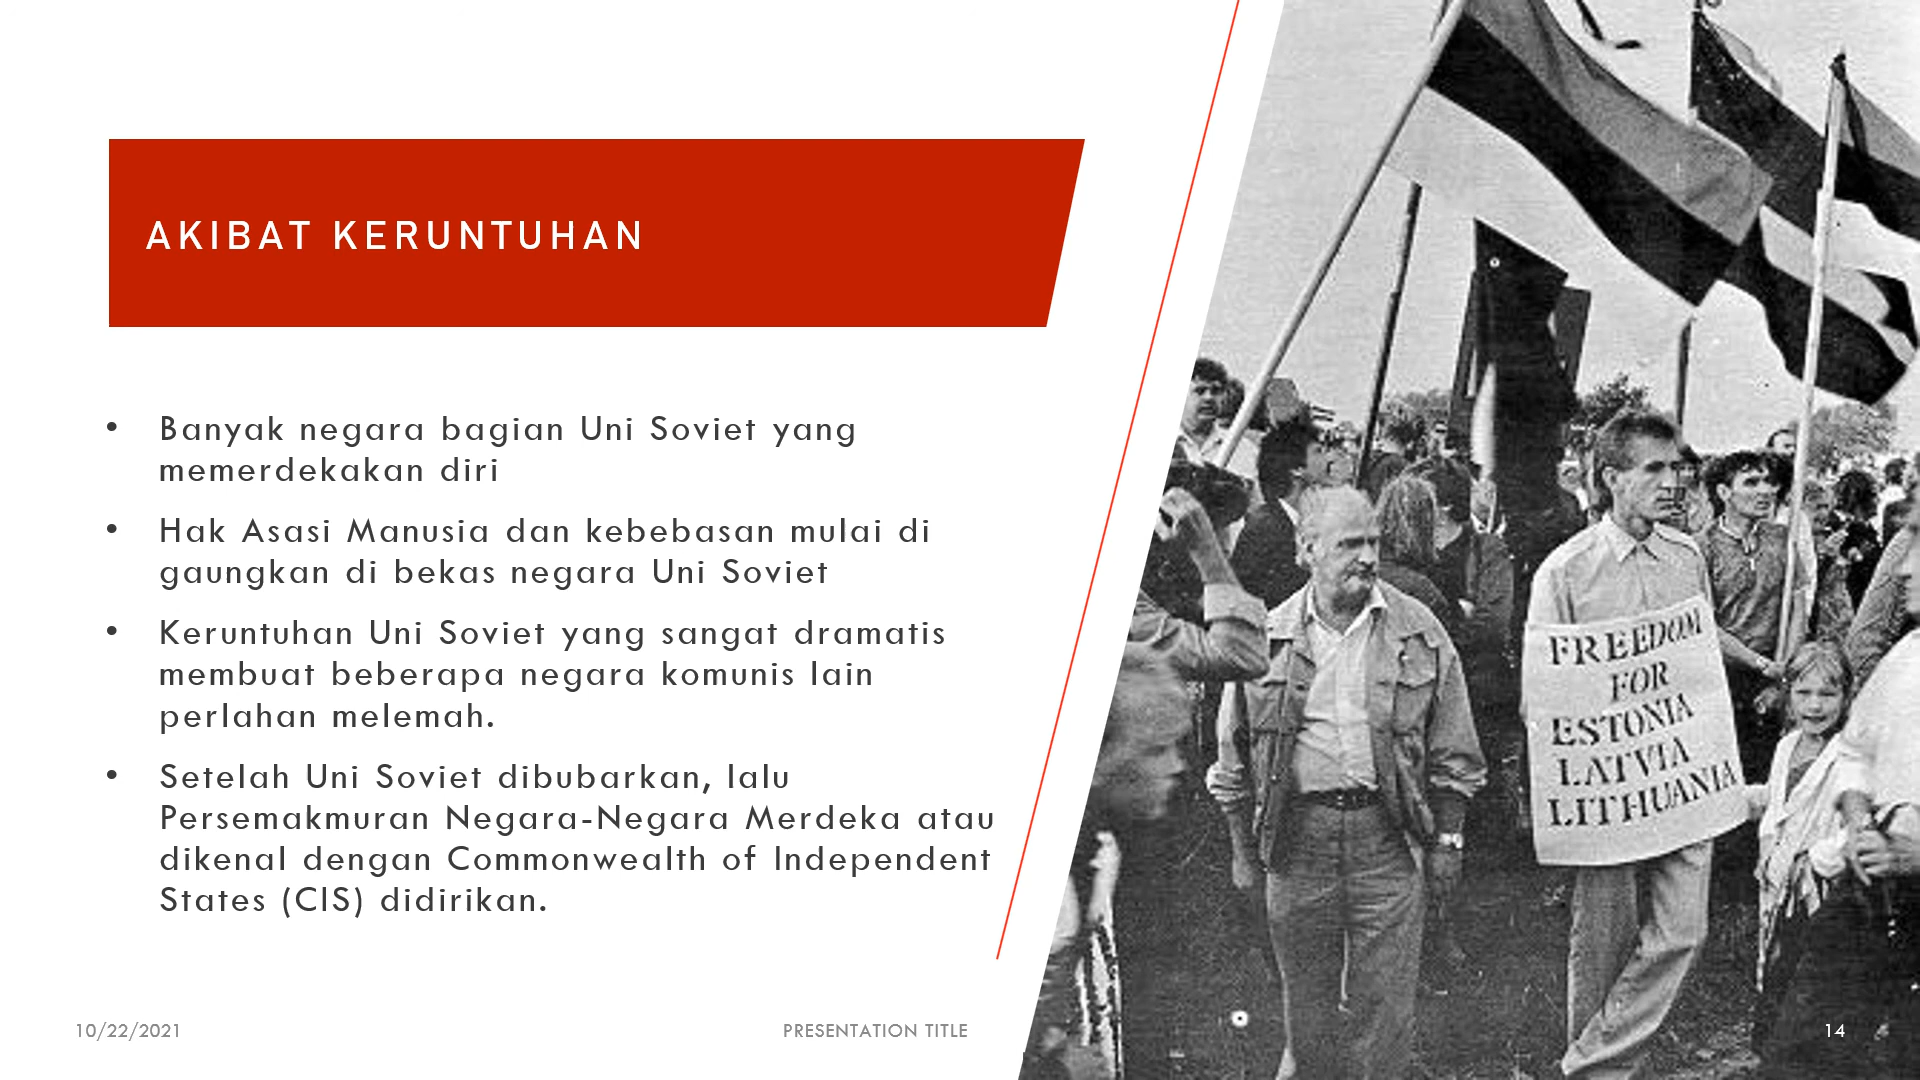 AKIBAT KERUNTUHAN
• Banyak negara bagian Uni Soviet yang
memerdekakan diri
• Hak Asasi Manusia dan kebebasan mulai di
gaungkan di bekas negara Uni Soviet
• Keruntuhan Uni Soviet yang sangat dramatis
membuat beberapa negara komunis lain
perlahan melemah.
• Setelah Uni Soviet dibubarkan, lalu
Persemakmuran Negara-Negara Merdeka atau
dikenal dengan Commonwealth of Independent
States (CIS) didirikan.
FREEDOM
FOR
ESTONIA
LATVIA
LITHUANIA
10/22/2021
PRESENTATION TITLE
14